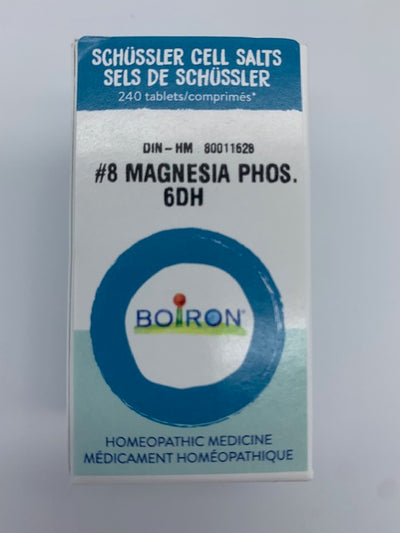 SCHÜSSLER CELL SALTS
SELS DE SCHÜSSLER
240 tablets/comprimés*
DIN-HM 80011628
#8 MAGNESIA PHOS.
6DH
BOIRON®
HOMEOPATHIC MEDICINE
MÉDICAMENT HOMÉOPATHIQUE